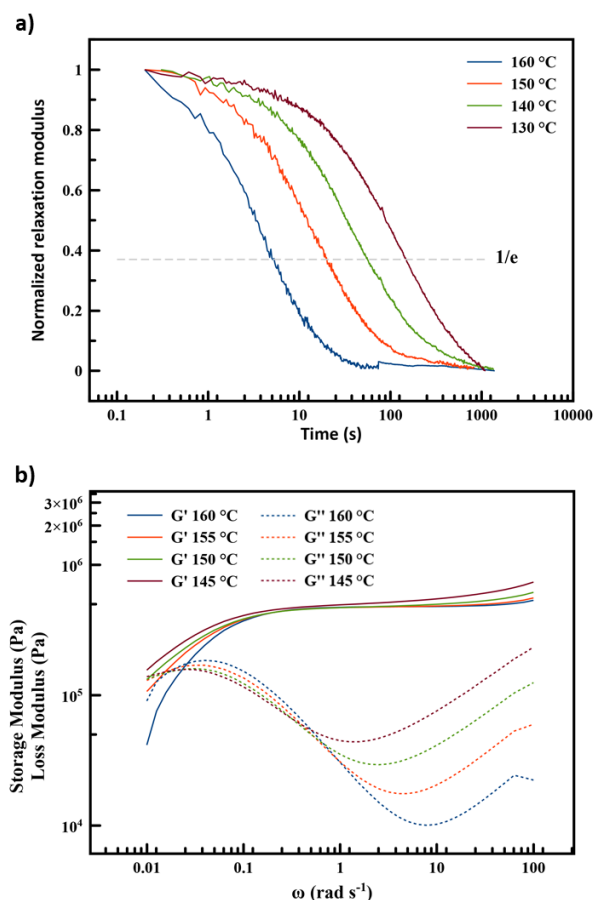 a)
Normalized relaxation modulus
1
0.8
0.6
0.4
0.2
0
160 °C
150 °C
140 °C
130 °C
1/e
0.1 1 10 100 1000 10000
Time (s)
b)
Storage Modulus (Pa)
Loss Modulus (Pa)
3×10⁶
2×10⁶
10⁶
10⁵
10⁴
G' 160 °C G'' 160 °C
G' 155 °C G'' 155 °C
G' 150 °C G'' 150 °C
G' 145 °C G'' 145 °C
0.01 0.1 1 10 100
ω (rad s⁻¹)